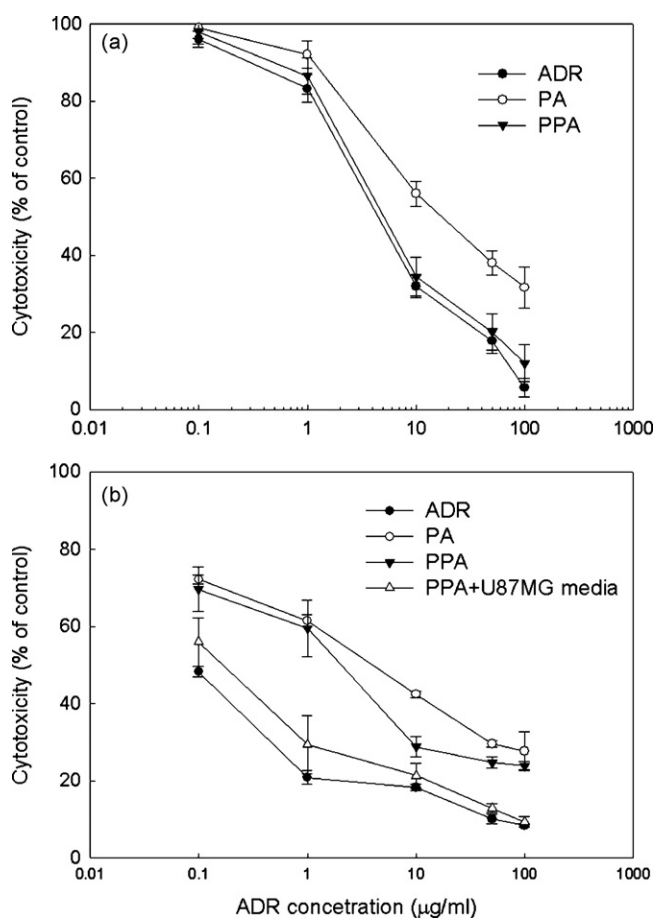 (a)
ADR
PA
PPA
Cytotoxicity (% of control)
100
80
60
40
20
0
0.01 0.1 1 10 100 1000
(b)
ADR
PA
PPA
PPA+U87MG media
Cytotoxicity (% of control)
100
80
60
40
20
0
0.01 0.1 1 10 100 1000
ADR concetration (μg/ml)